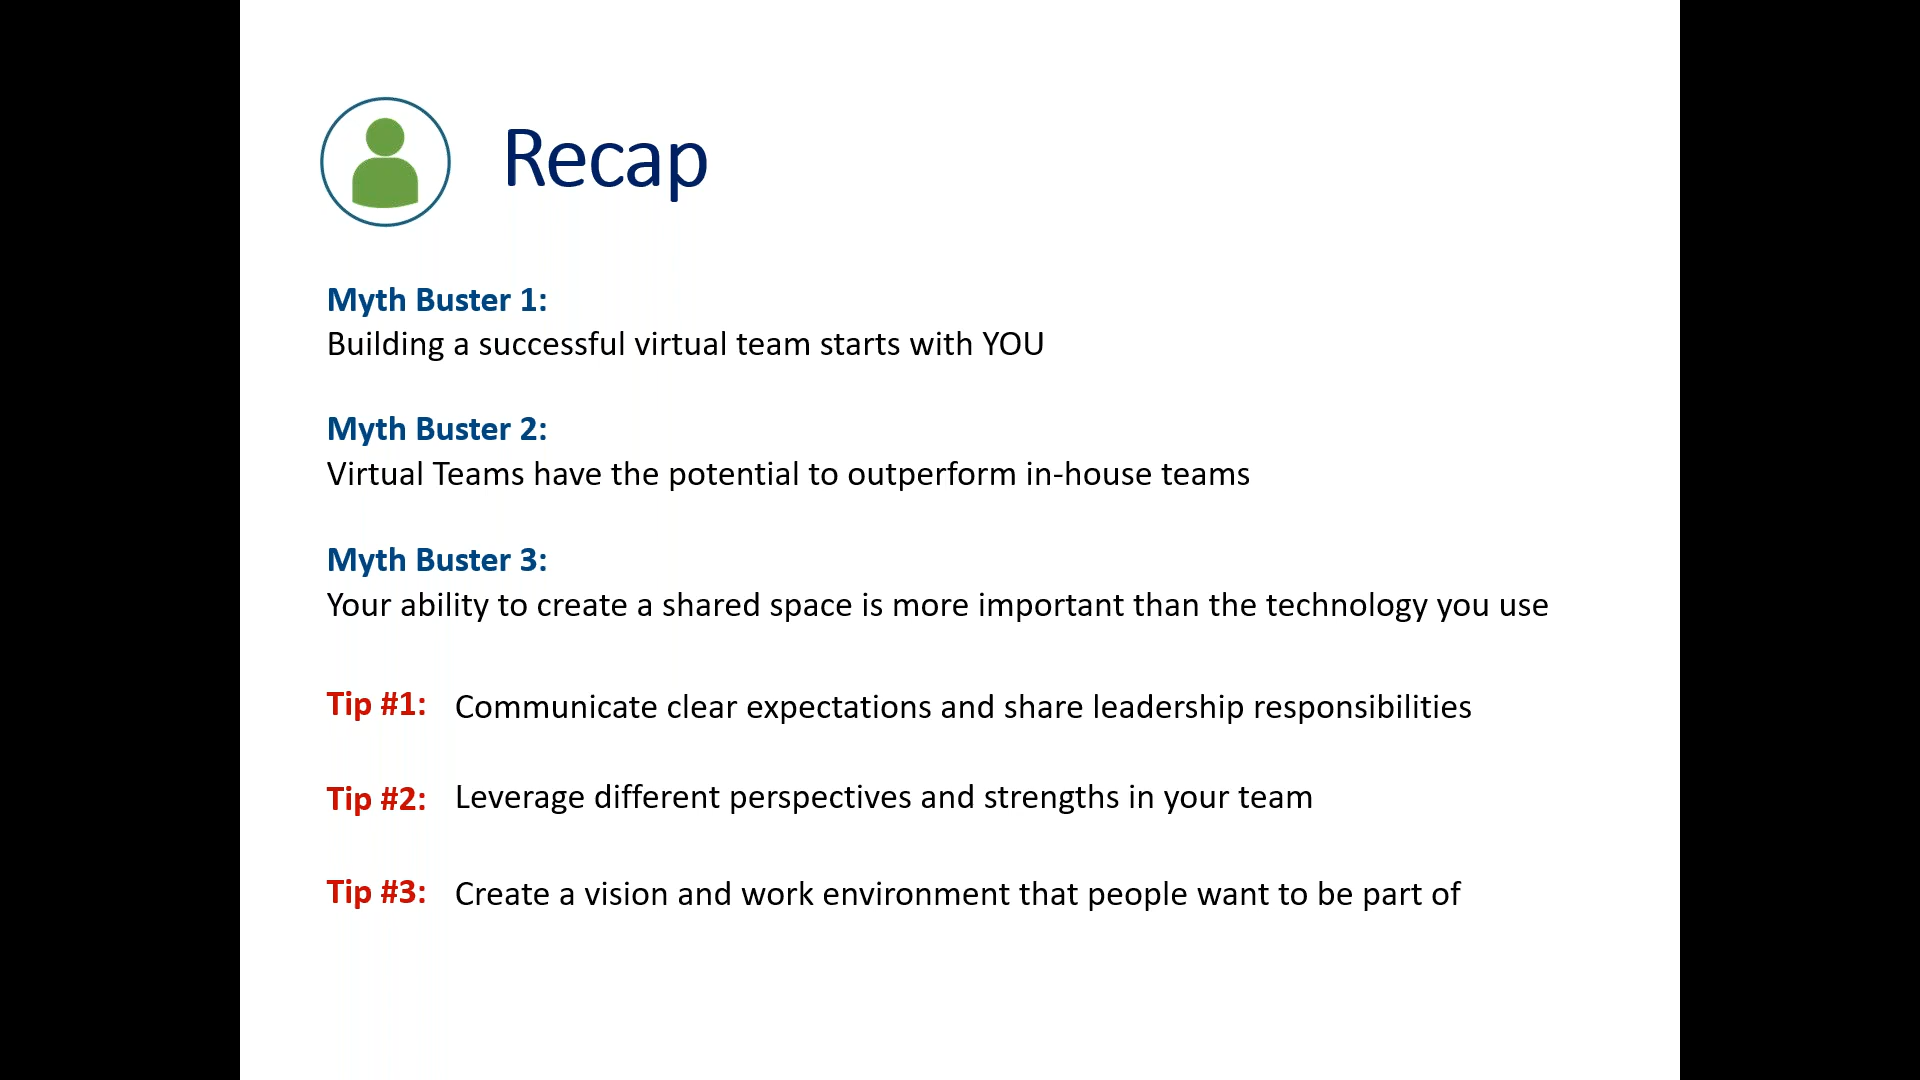 Recap
Myth Buster 1:
Building a successful virtual team starts with YOU
Myth Buster 2:
Virtual Teams have the potential to outperform in-house teams
Myth Buster 3:
Your ability to create a shared space is more important than the technology you use
Tip #1: Communicate clear expectations and share leadership responsibilities
Tip #2: Leverage different perspectives and strengths in your team
Tip #3: Create a vision and work environment that people want to be part of